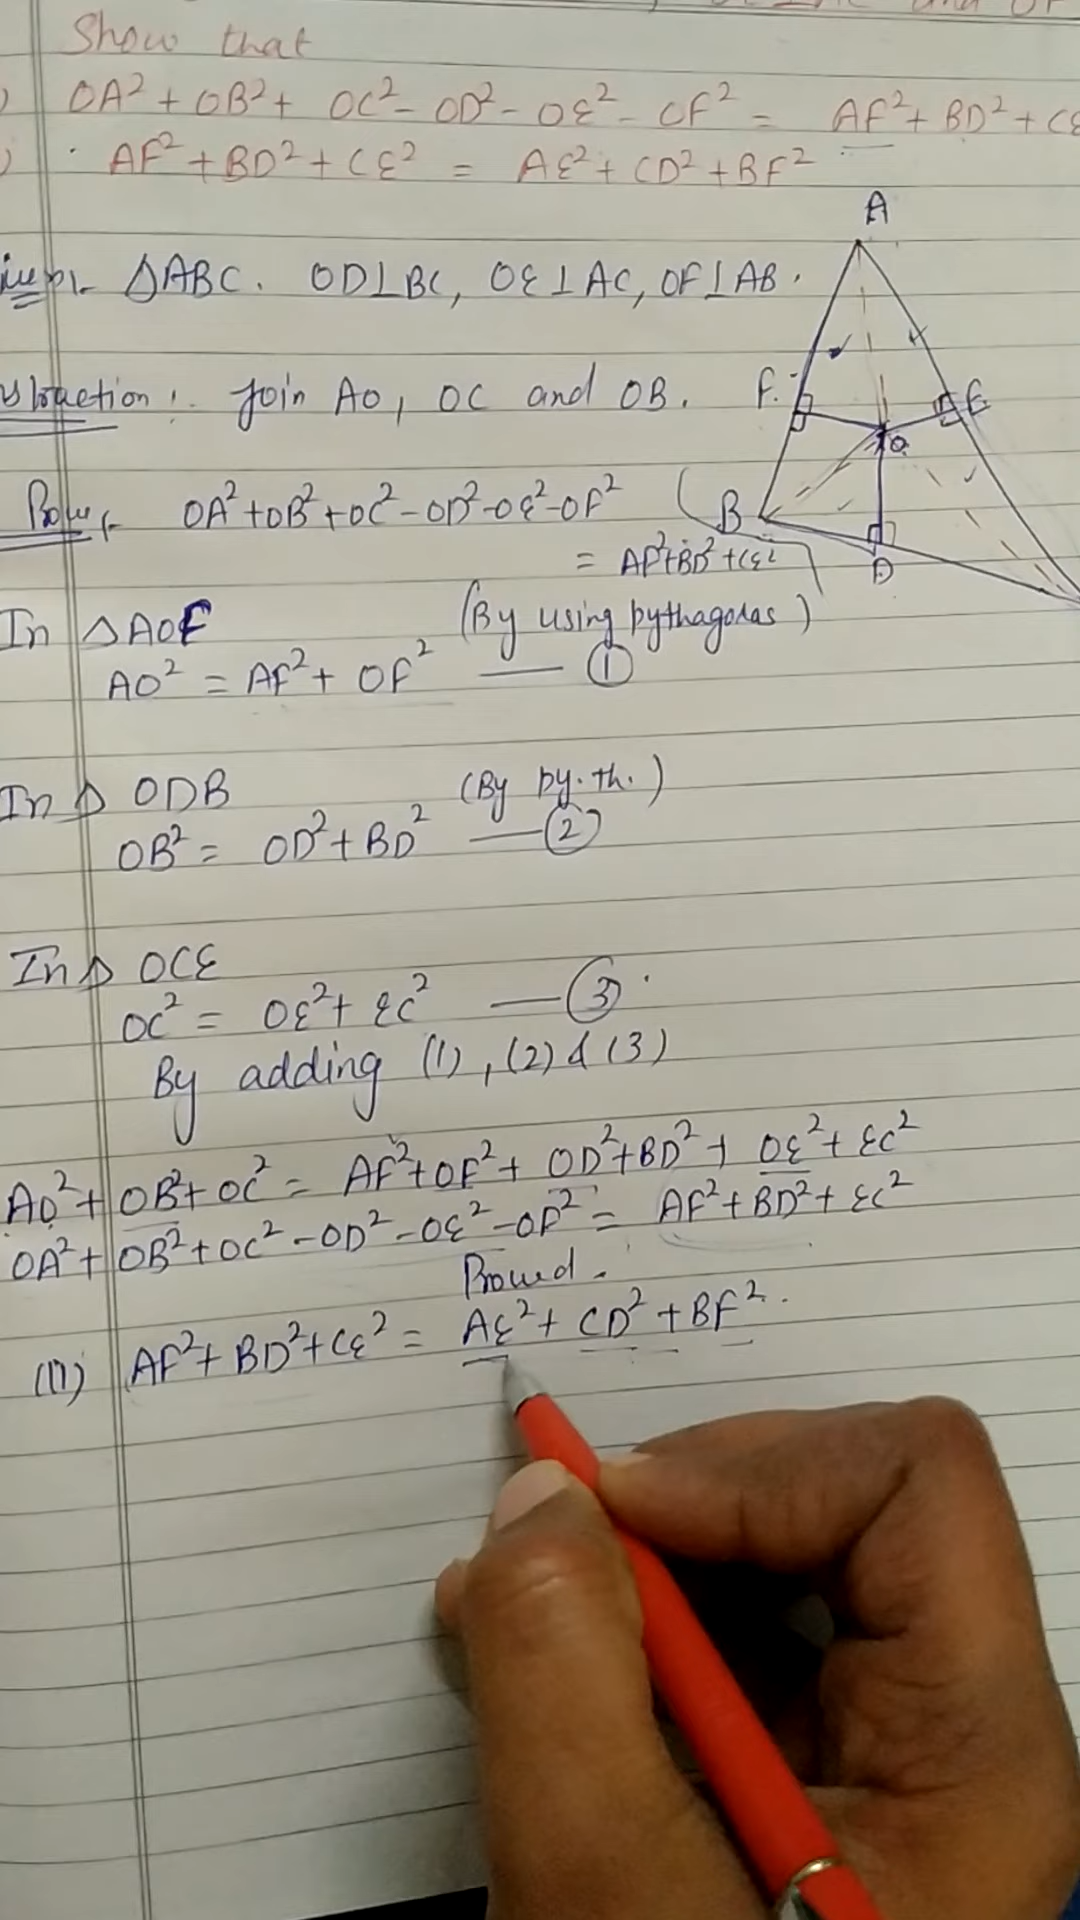 Show that
OA² + OB² + OC² - OD² - OE² - OF² = AF² + BD² + CE
AF² + BD² + CE² = AE² + CD² + BF²
A
ΔABC. OD⊥BC, OE⊥AC, OF⊥AB.
Join AO, OC and OB.
F.
E
O
OA²+OB²+OC²-OD²-OE²-OF²
B
= AF²+BD²+CE²
D
In ΔAOF (By using pythagoras)
AO² = AF² + OF² — ①
In Δ ODB (By py. th.)
OB² = OD²+BD² — ②
In Δ OCE
OC² = OE²+ EC² — ③
By adding (1), (2) & (3)
AO²+OB²+OC² = AF²+OF²+ OD²+BD²+ OE²+ EC²
OA²+OB²+OC²-OD²-OE²-OF² = AF²+BD²+ EC²
Proved.
(II) AF²+BD²+CE² = AE²+ CD²+BF².